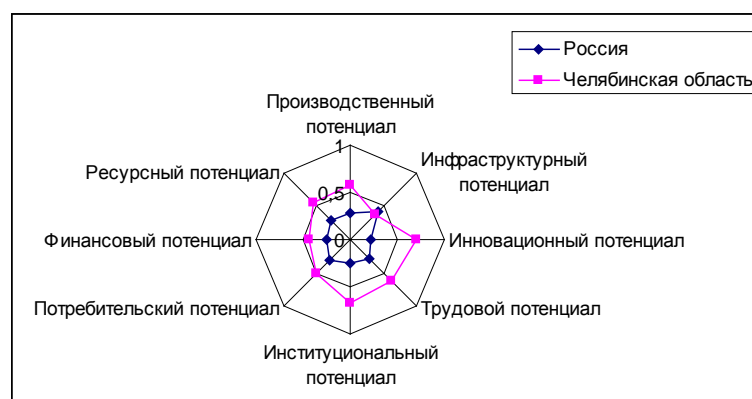 Россия
Челябинская область
Производственный
потенциал
1
Инфраструктурный
потенциал
Ресурсный потенциал
0,5
Финансовый потенциал
0
Инновационный потенциал
Потребительский потенциал
Трудовой потенциал
Институциональный
потенциал